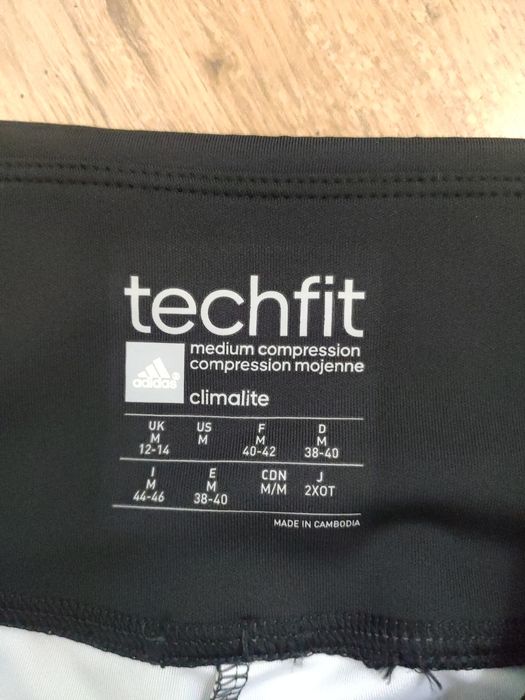 techfit
medium compression
compression mojenne
adidas
climalite
UK US F D
M M M M
12-14 40-42 38-40
I E CDN J
M M M/M 2XOT
44-46 38-40
MADE IN CAMBODIA